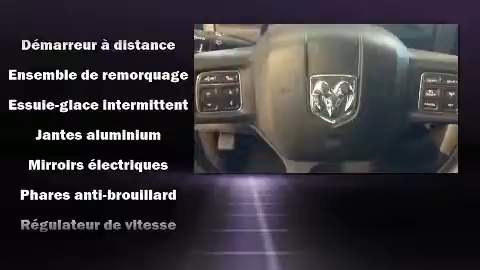 Démarreur à distance
Ensemble de remorquage
Essuie-glace intermittent
Jantes aluminium
Mirroirs électriques
Phares anti-brouillard
Régulateur de vitesse